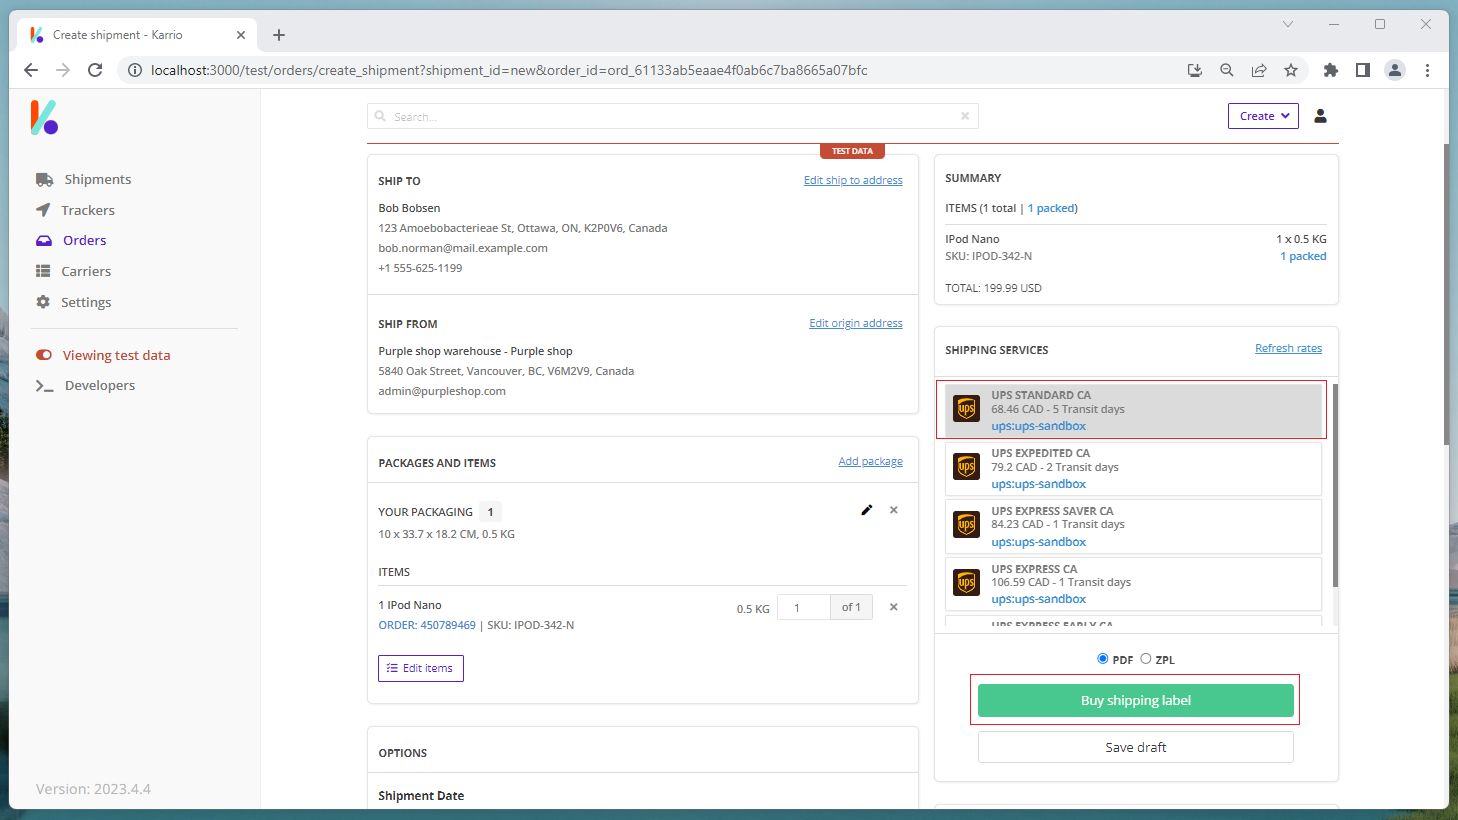 Create shipment - Karrio
localhost:3000/test/orders/create_shipment?shipment_id=new&order_id=ord_61133ab5eaae4f0ab6c7ba8665a07bfc
Search...
Create
TEST DATA
Shipments
Trackers
Orders
Carriers
Settings
Viewing test data
Developers
Version: 2023.4.4
SHIP TO
Edit ship to address
Bob Bobsen
123 Amoebobacterieae St, Ottawa, ON, K2P0V6, Canada
bob.norman@mail.example.com
+1 555-625-1199
SHIP FROM
Edit origin address
Purple shop warehouse - Purple shop
5840 Oak Street, Vancouver, BC, V6M2V9, Canada
admin@purpleshop.com
PACKAGES AND ITEMS
Add package
YOUR PACKAGING 1
10 x 33.7 x 18.2 CM, 0.5 KG
ITEMS
1 IPod Nano
0.5 KG 1 of 1
ORDER: 450789469 | SKU: IPOD-342-N
Edit items
OPTIONS
Shipment Date
SUMMARY
ITEMS (1 total | 1 packed)
IPod Nano 1 x 0.5 KG
SKU: IPOD-342-N 1 packed
TOTAL: 199.99 USD
SHIPPING SERVICES
Refresh rates
ups
UPS STANDARD CA
68.46 CAD - 5 Transit days
ups:ups-sandbox
ups
UPS EXPEDITED CA
79.2 CAD - 2 Transit days
ups:ups-sandbox
ups
UPS EXPRESS SAVER CA
84.23 CAD - 1 Transit days
ups:ups-sandbox
ups
UPS EXPRESS CA
106.59 CAD - 1 Transit days
ups:ups-sandbox
UPS EXPRESS EARLY CA
PDF ZPL
Buy shipping label
Save draft